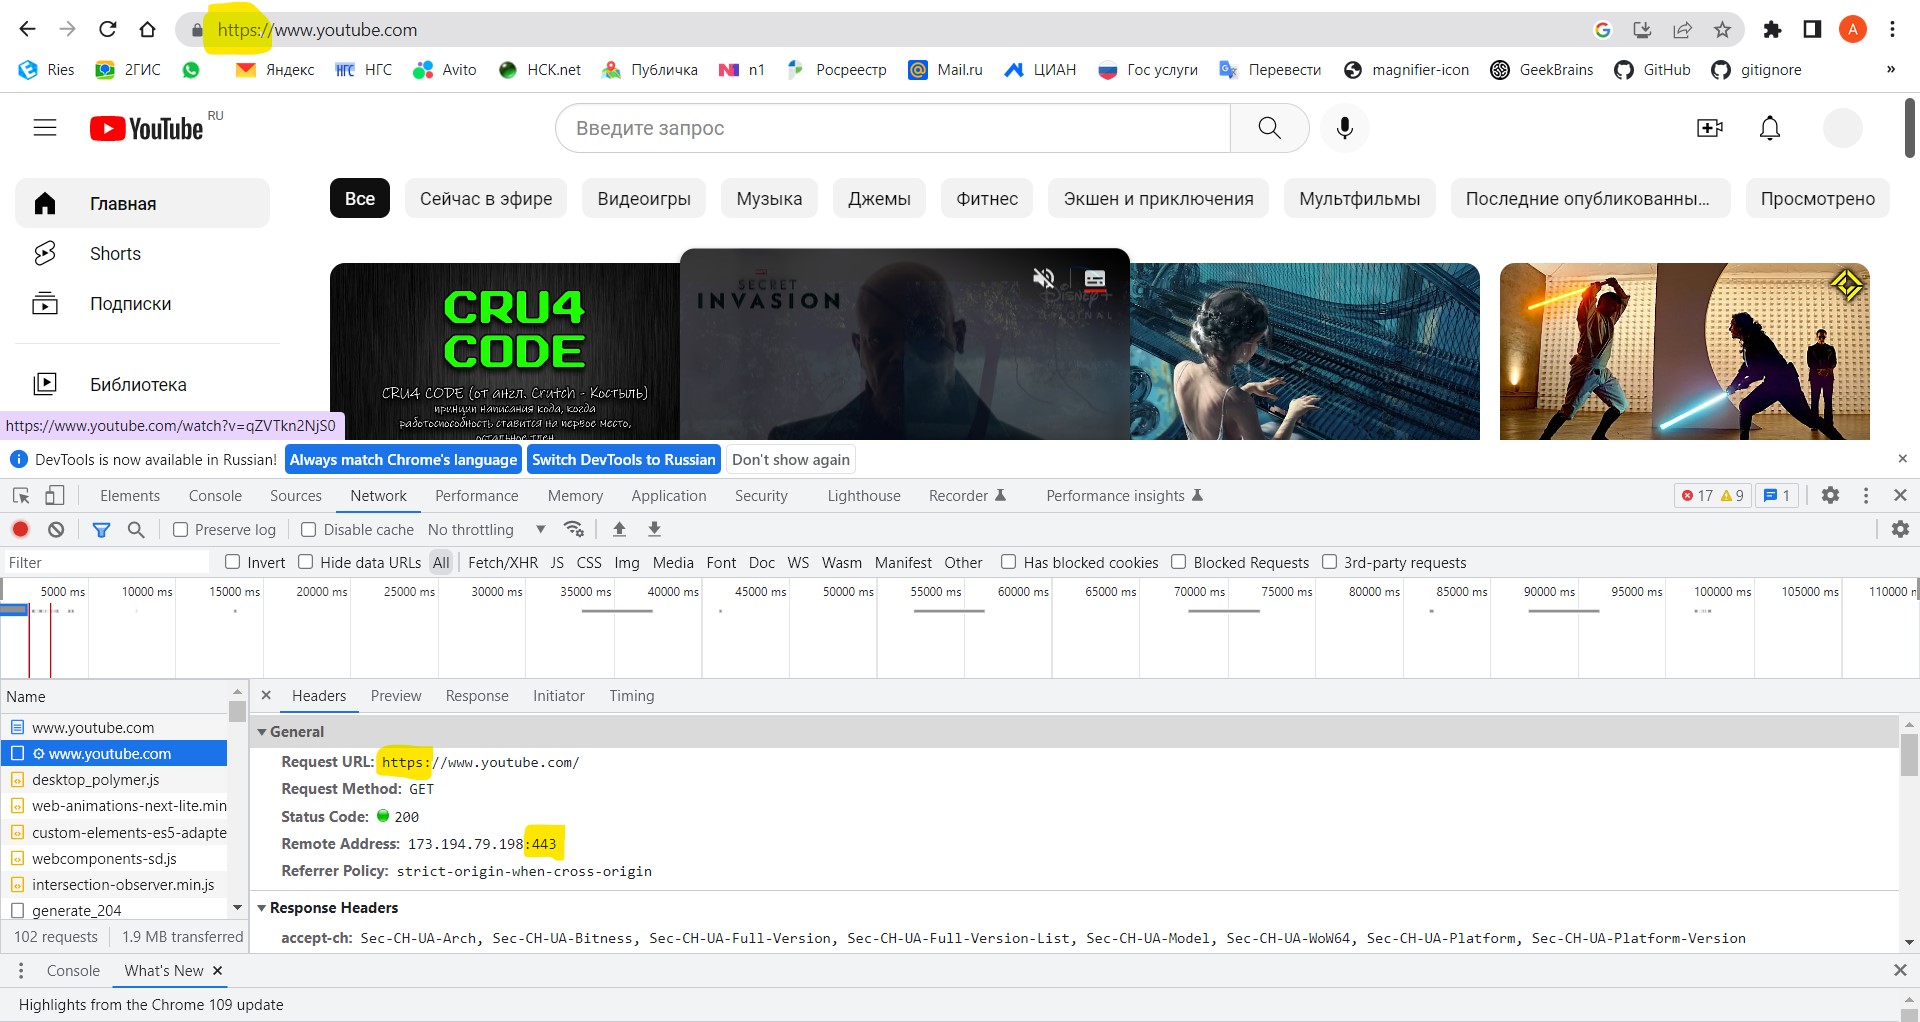 https://www.youtube.com
Ries 2ГИС Яндекс НГС НГС Avito НСК.net Публичка N1 n1 Росреестр Mail.ru ЦИАН Гос услуги Перевести magnifier-icon GeekBrains GitHub gitignore »
YouTube RU
Введите запрос
Главная
Shorts
Подписки
Библиотека
Все Сейчас в эфире Видеоигры Музыка Джемы Фитнес Экшен и приключения Мультфильмы Последние опубликованны... Просмотрено
CRU4
CODE
CRU4 CODE (от англ. Crutch - Костыль)
принцип написания кода, когда
работоспособность ставится на первое место,
остальное тлен
SECRET
INVASION
DISNEY+
ORIGINAL
https://www.youtube.com/watch?v=qZVTkn2NjS0
DevTools is now available in Russian! Always match Chrome's language Switch DevTools to Russian Don't show again
Elements Console Sources Network Performance Memory Application Security Lighthouse Recorder Performance insights 17 9 1
Preserve log Disable cache No throttling
Filter Invert Hide data URLs All Fetch/XHR JS CSS Img Media Font Doc WS Wasm Manifest Other Has blocked cookies Blocked Requests 3rd-party requests
5000 ms 10000 ms 15000 ms 20000 ms 25000 ms 30000 ms 35000 ms 40000 ms 45000 ms 50000 ms 55000 ms 60000 ms 65000 ms 70000 ms 75000 ms 80000 ms 85000 ms 90000 ms 95000 ms 100000 ms 105000 ms 110000 m
Name
www.youtube.com
www.youtube.com
desktop_polymer.js
web-animations-next-lite.min
custom-elements-es5-adapte
webcomponents-sd.js
intersection-observer.min.js
generate_204
102 requests 1.9 MB transferred
Headers Preview Response Initiator Timing
General
Request URL: https://www.youtube.com/
Request Method: GET
Status Code: 200
Remote Address: 173.194.79.198:443
Referrer Policy: strict-origin-when-cross-origin
Response Headers
accept-ch: Sec-CH-UA-Arch, Sec-CH-UA-Bitness, Sec-CH-UA-Full-Version, Sec-CH-UA-Full-Version-List, Sec-CH-UA-Model, Sec-CH-UA-WoW64, Sec-CH-UA-Platform, Sec-CH-UA-Platform-Version
Console What's New
Highlights from the Chrome 109 update